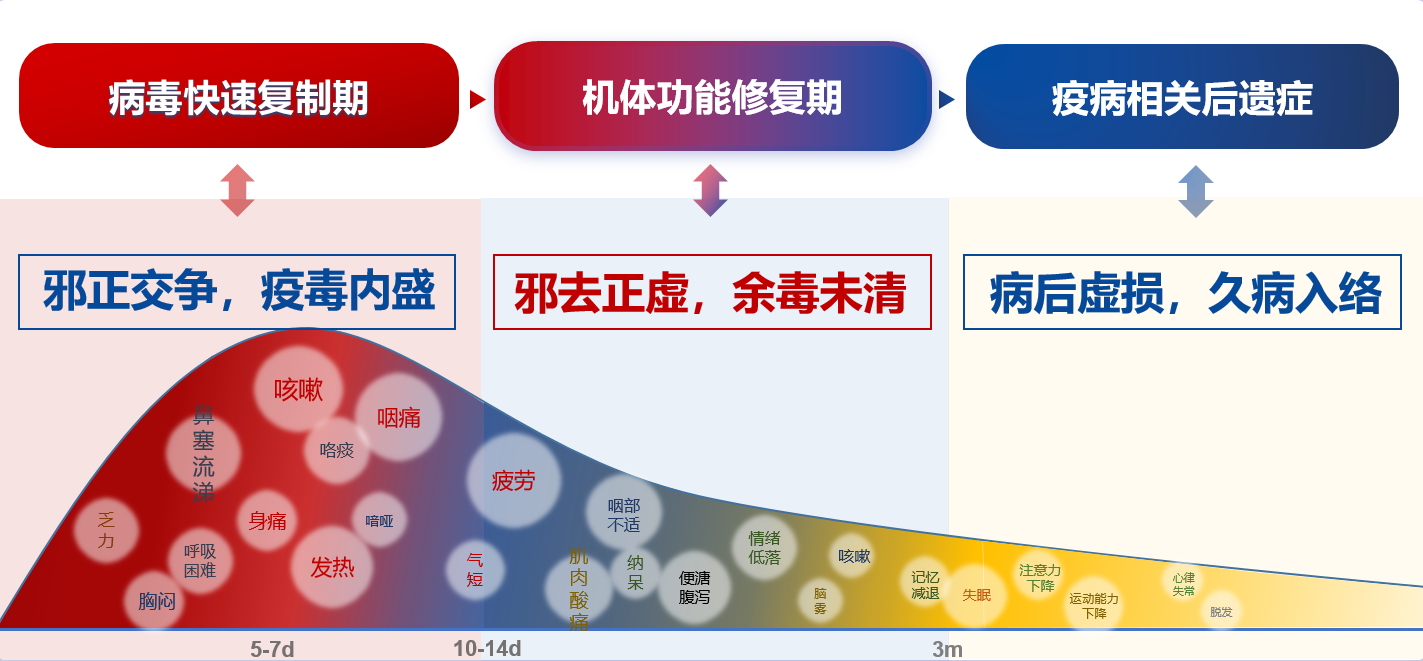 病毒快速复制期
机体功能修复期
疫病相关后遗症
邪正交争，疫毒内盛
邪去正虚，余毒未清
病后虚损，久病入络
咳嗽
咽痛
鼻
塞
流
涕
咯痰
乏
力
身痛
喑哑
呼吸
困难
发热
胸闷
疲劳
气
短
咽部
不适
肌
肉
酸
痛
纳
呆
便溏
腹泻
情绪
低落
咳嗽
脑
雾
记忆
减退
失眠
注意力
下降
运动能力
下降
心律
失常
脱发
5-7d
10-14d
3m